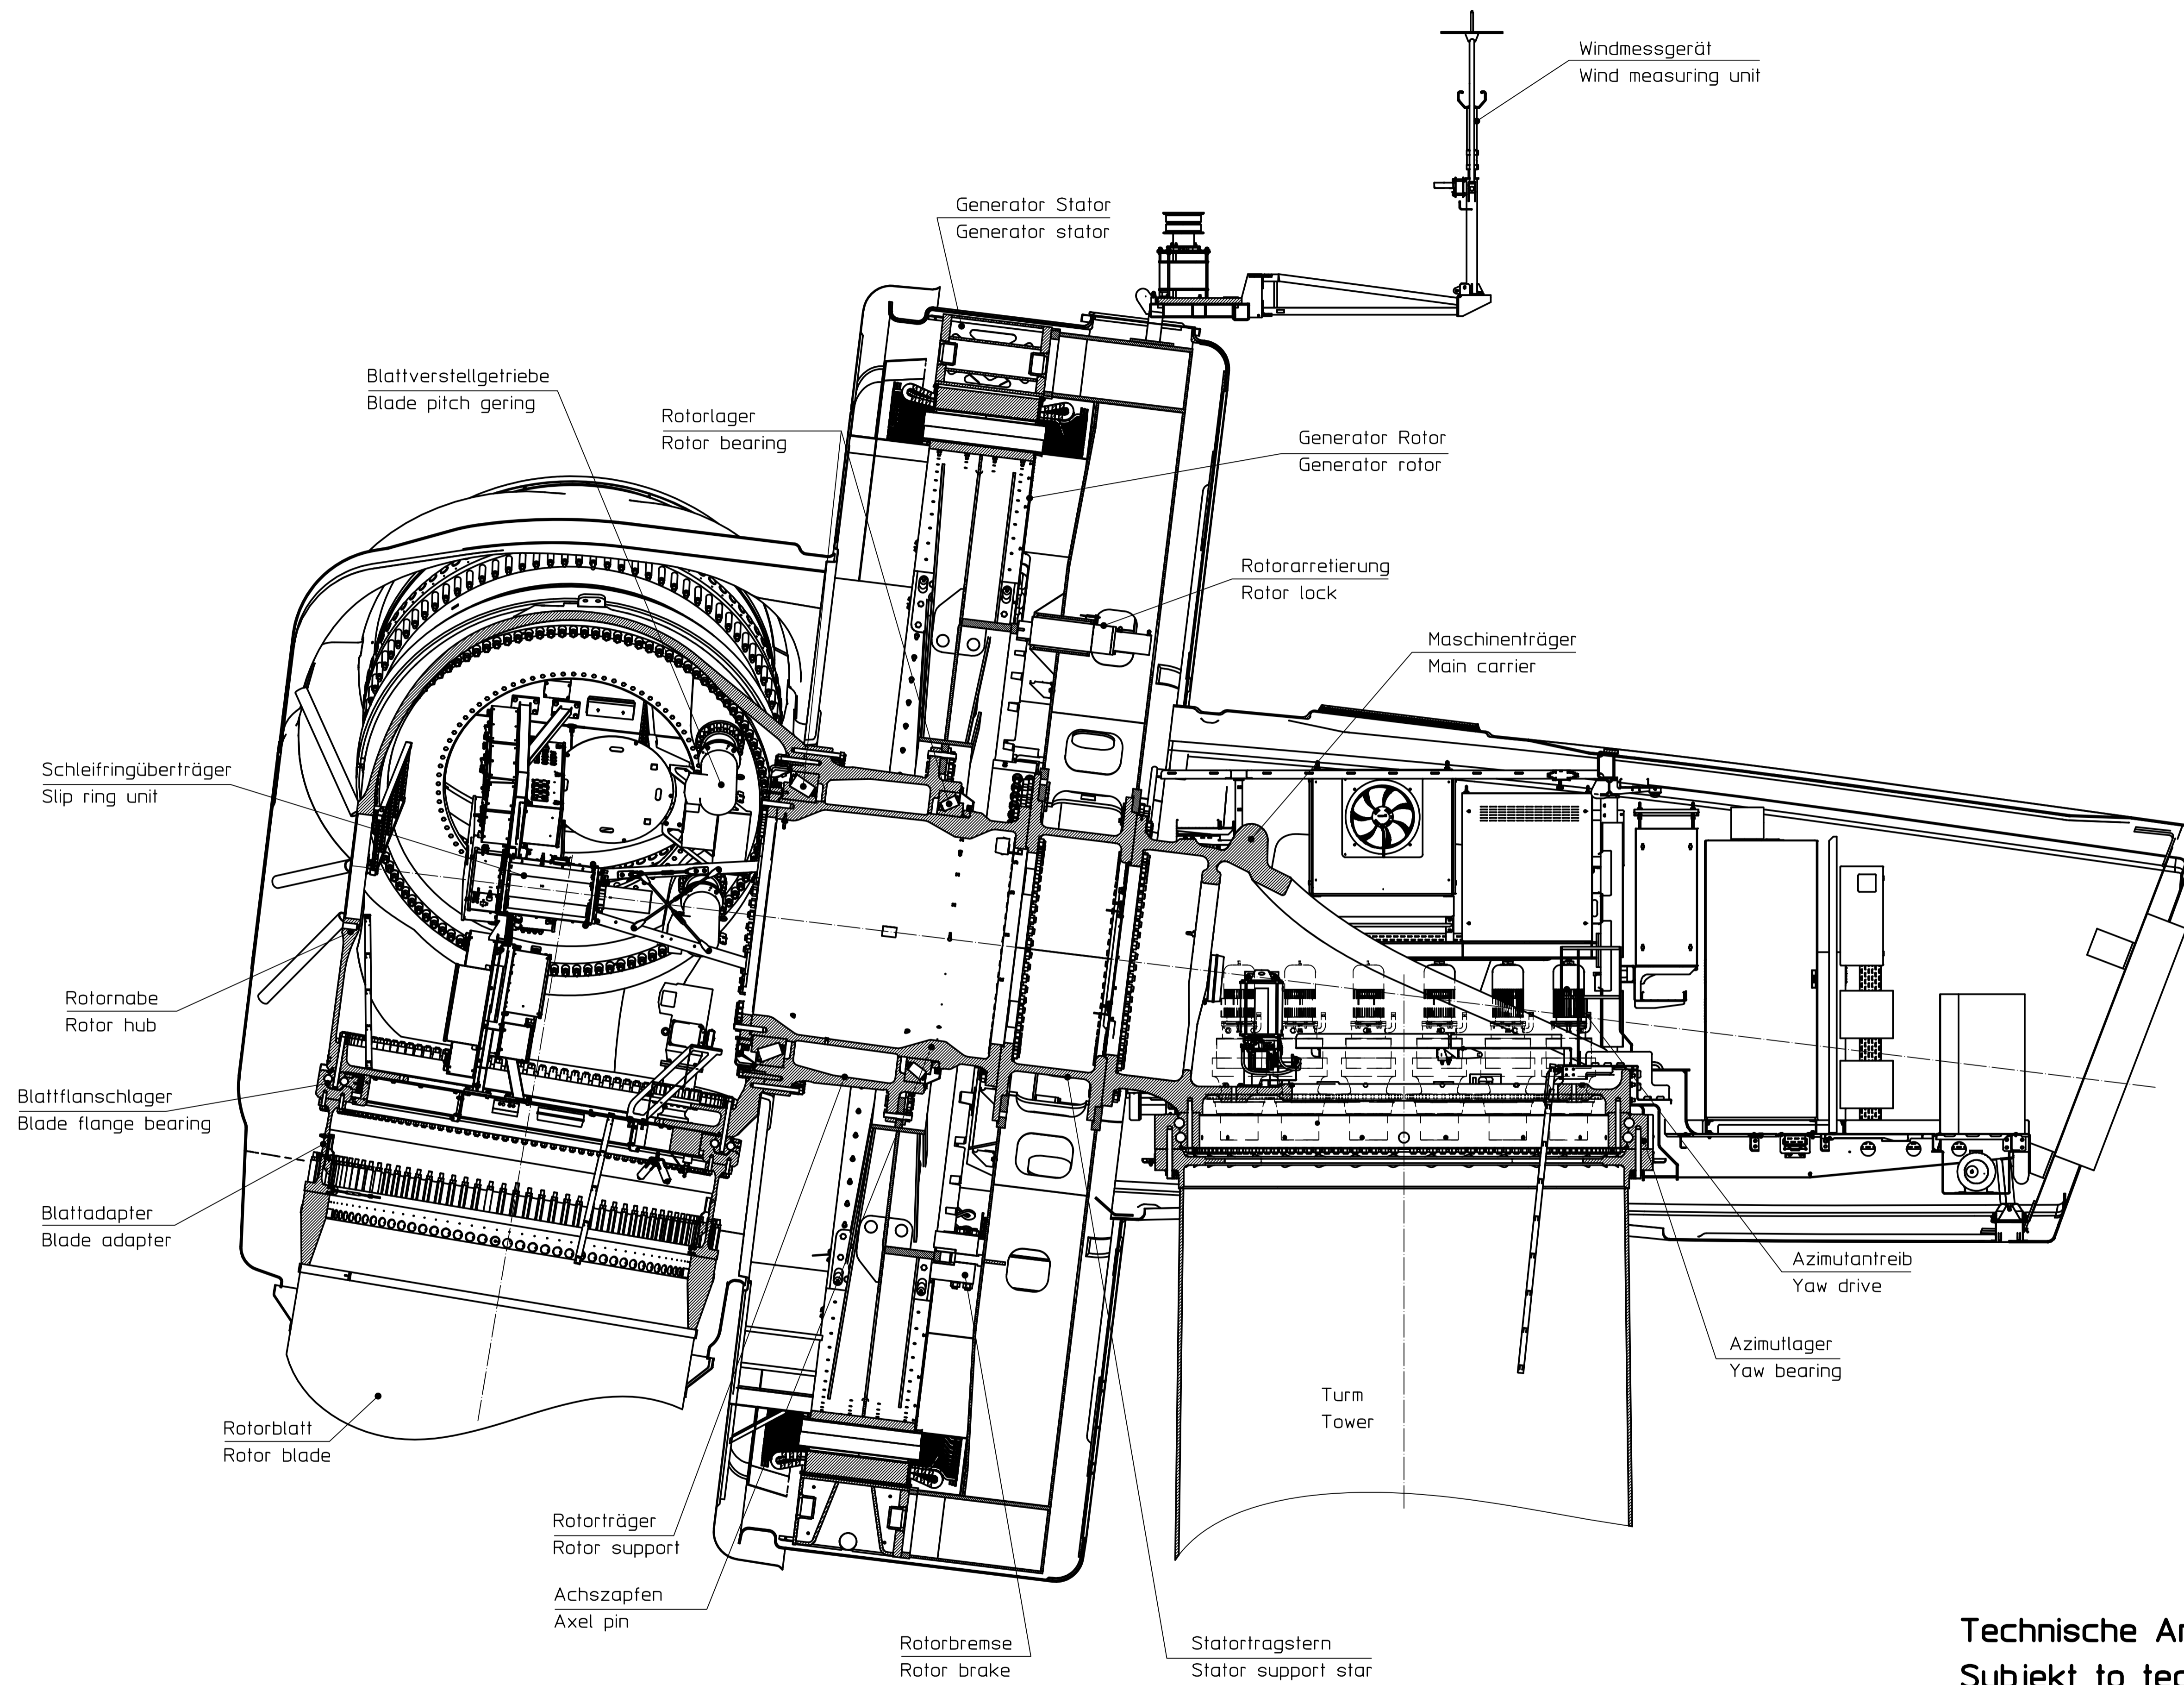 Windmessgerät
Wind measuring unit
Generator Stator
Generator stator
Blattverstellgetriebe
Blade pitch gering
Rotorlager
Rotor bearing
Generator Rotor
Generator rotor
Rotorarretierung
Rotor lock
Maschinenträger
Main carrier
Schleifringüberträger
Slip ring unit
Rotornabe
Rotor hub
Blattflanschlager
Blade flange bearing
Blattadapter
Blade adapter
Azimutantreib
Yaw drive
Azimutlager
Yaw bearing
Turm
Tower
Rotorblatt
Rotor blade
Rotorträger
Rotor support
Achszapfen
Axel pin
Rotorbremse
Rotor brake
Statortragstern
Stator support star
Technische
Subjekt to